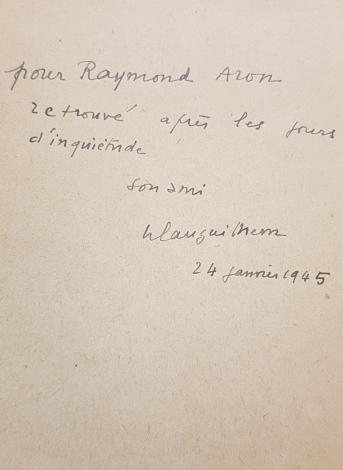 pour Raymond Aron
retrouvé après les jours
d'inquiétude
son ami
G Canguilhem
24 janvier 1945